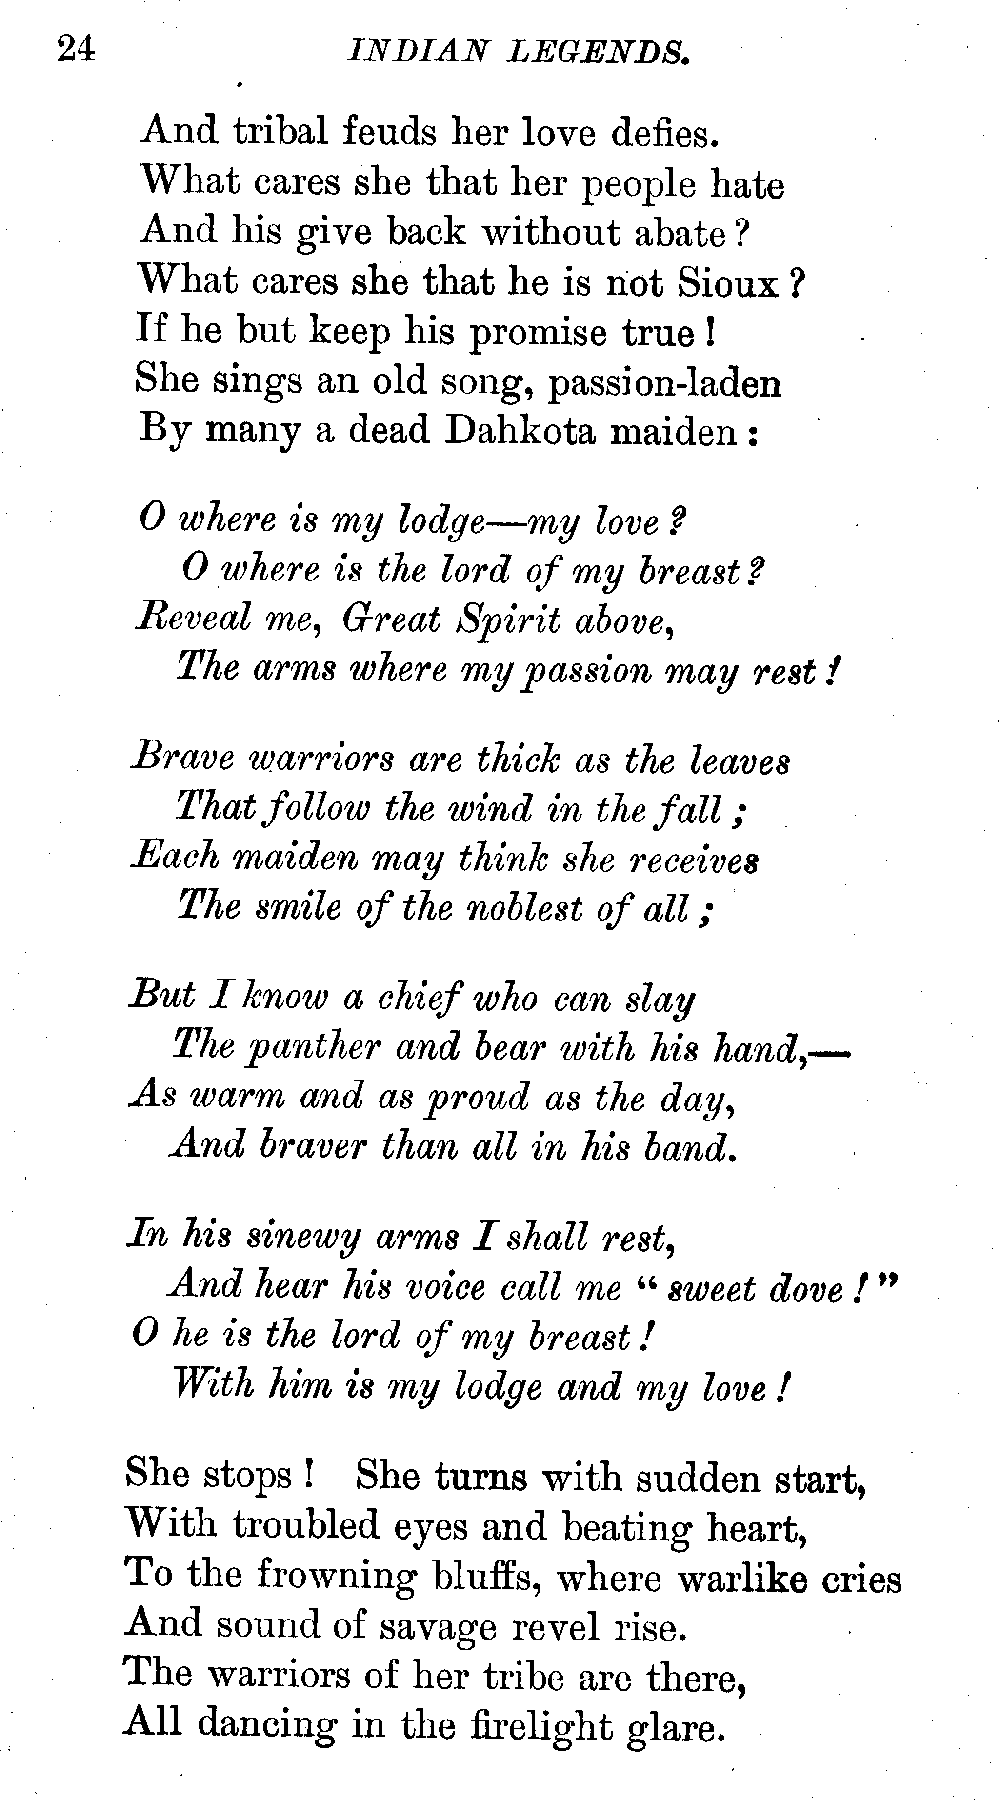 24 INDIAN LEGENDS.
And tribal feuds her love defies.
What cares she that her people hate
And his give back without abate?
What cares she that he is not Sioux?
If he but keep his promise true!
She sings an old song, passion-laden
By many a dead Dahkota maiden:
O where is my lodge—my love?
O where is the lord of my breast?
Reveal me, Great Spirit above,
The arms where my passion may rest!
Brave warriors are thick as the leaves
That follow the wind in the fall;
Each maiden may think she receives
The smile of the noblest of all;
But I know a chief who can slay
The panther and bear with his hand,—
As warm and as proud as the day,
And braver than all in his band.
In his sinewy arms I shall rest,
And hear his voice call me “sweet dove!”
O he is the lord of my breast!
With him is my lodge and my love!
She stops! She turns with sudden start,
With troubled eyes and beating heart,
To the frowning bluffs, where warlike cries
And sound of savage revel rise.
The warriors of her tribe are there,
All dancing in the firelight glare.